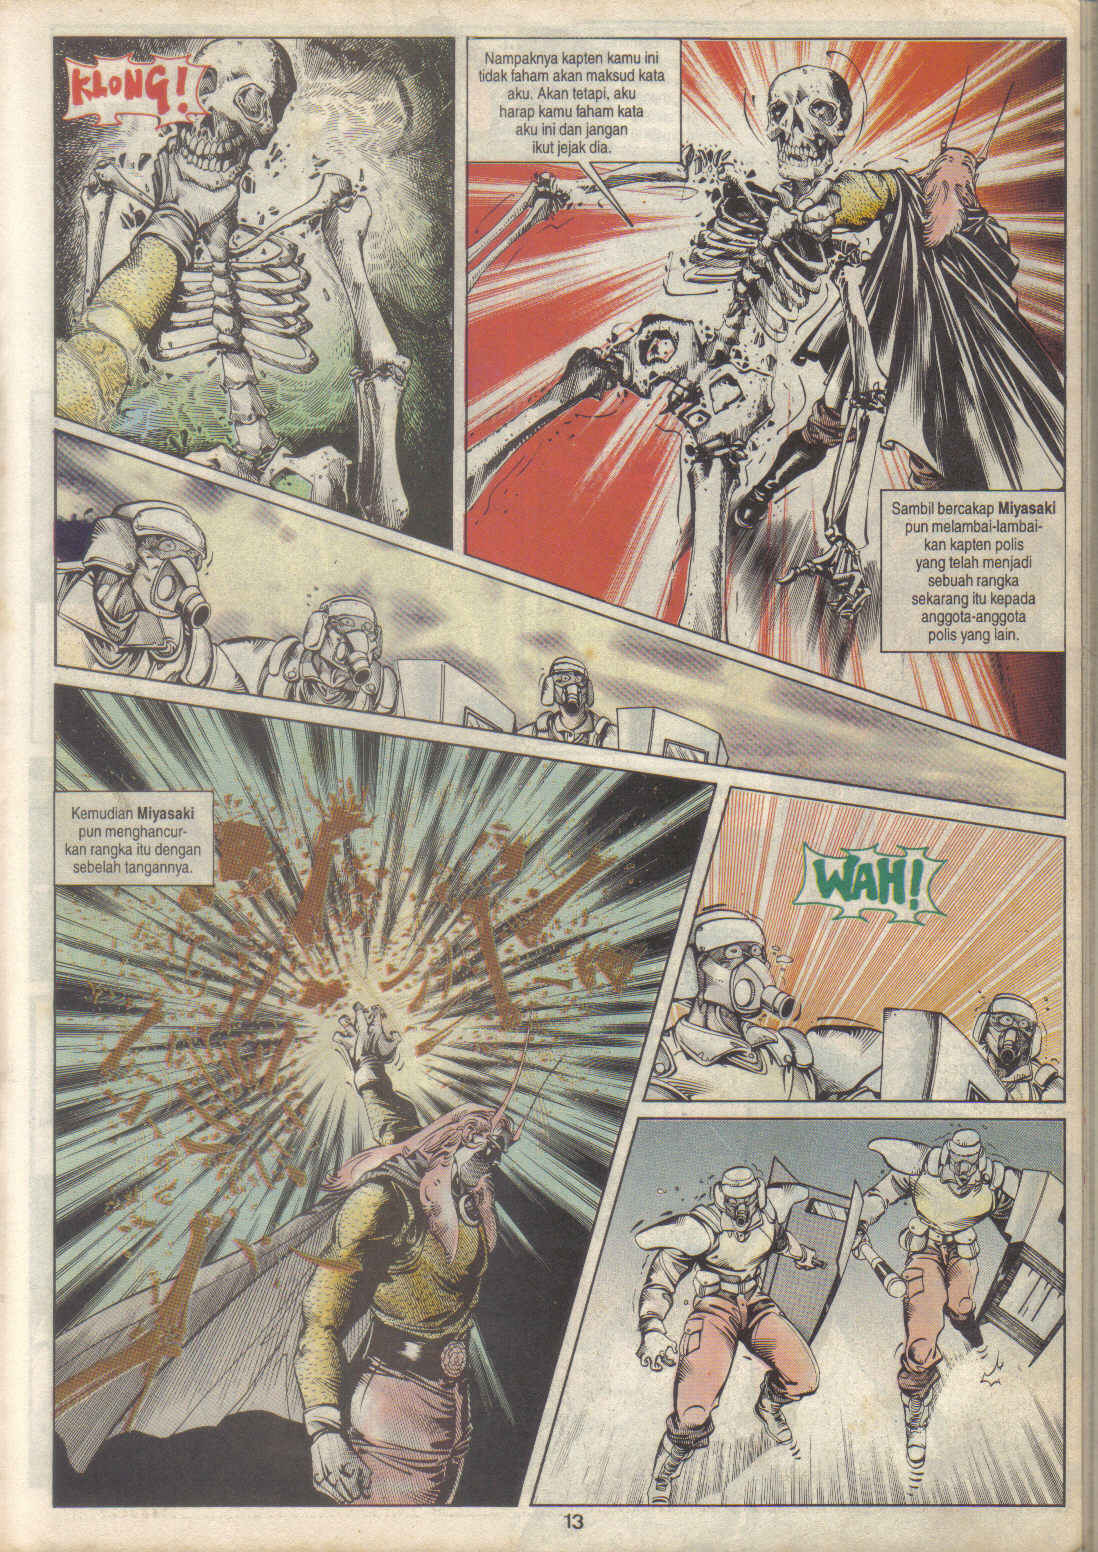 KLONG!
Nampaknya kapten kamu ini
tidak faham akan maksud kata
aku. Akan tetapi, aku
harap kamu faham kata
aku ini dan jangan
ikut jejak dia.
Sambil bercakap Miyasaki
pun melambai-lambai-
kan kapten polis
yang telah menjadi
sebuah rangka
sekarang itu kepada
anggota-anggota
polis yang lain.
Kemudian Miyasaki
pun menghancur-
kan rangka itu dengan
sebelah tangannya.
WAH!
13